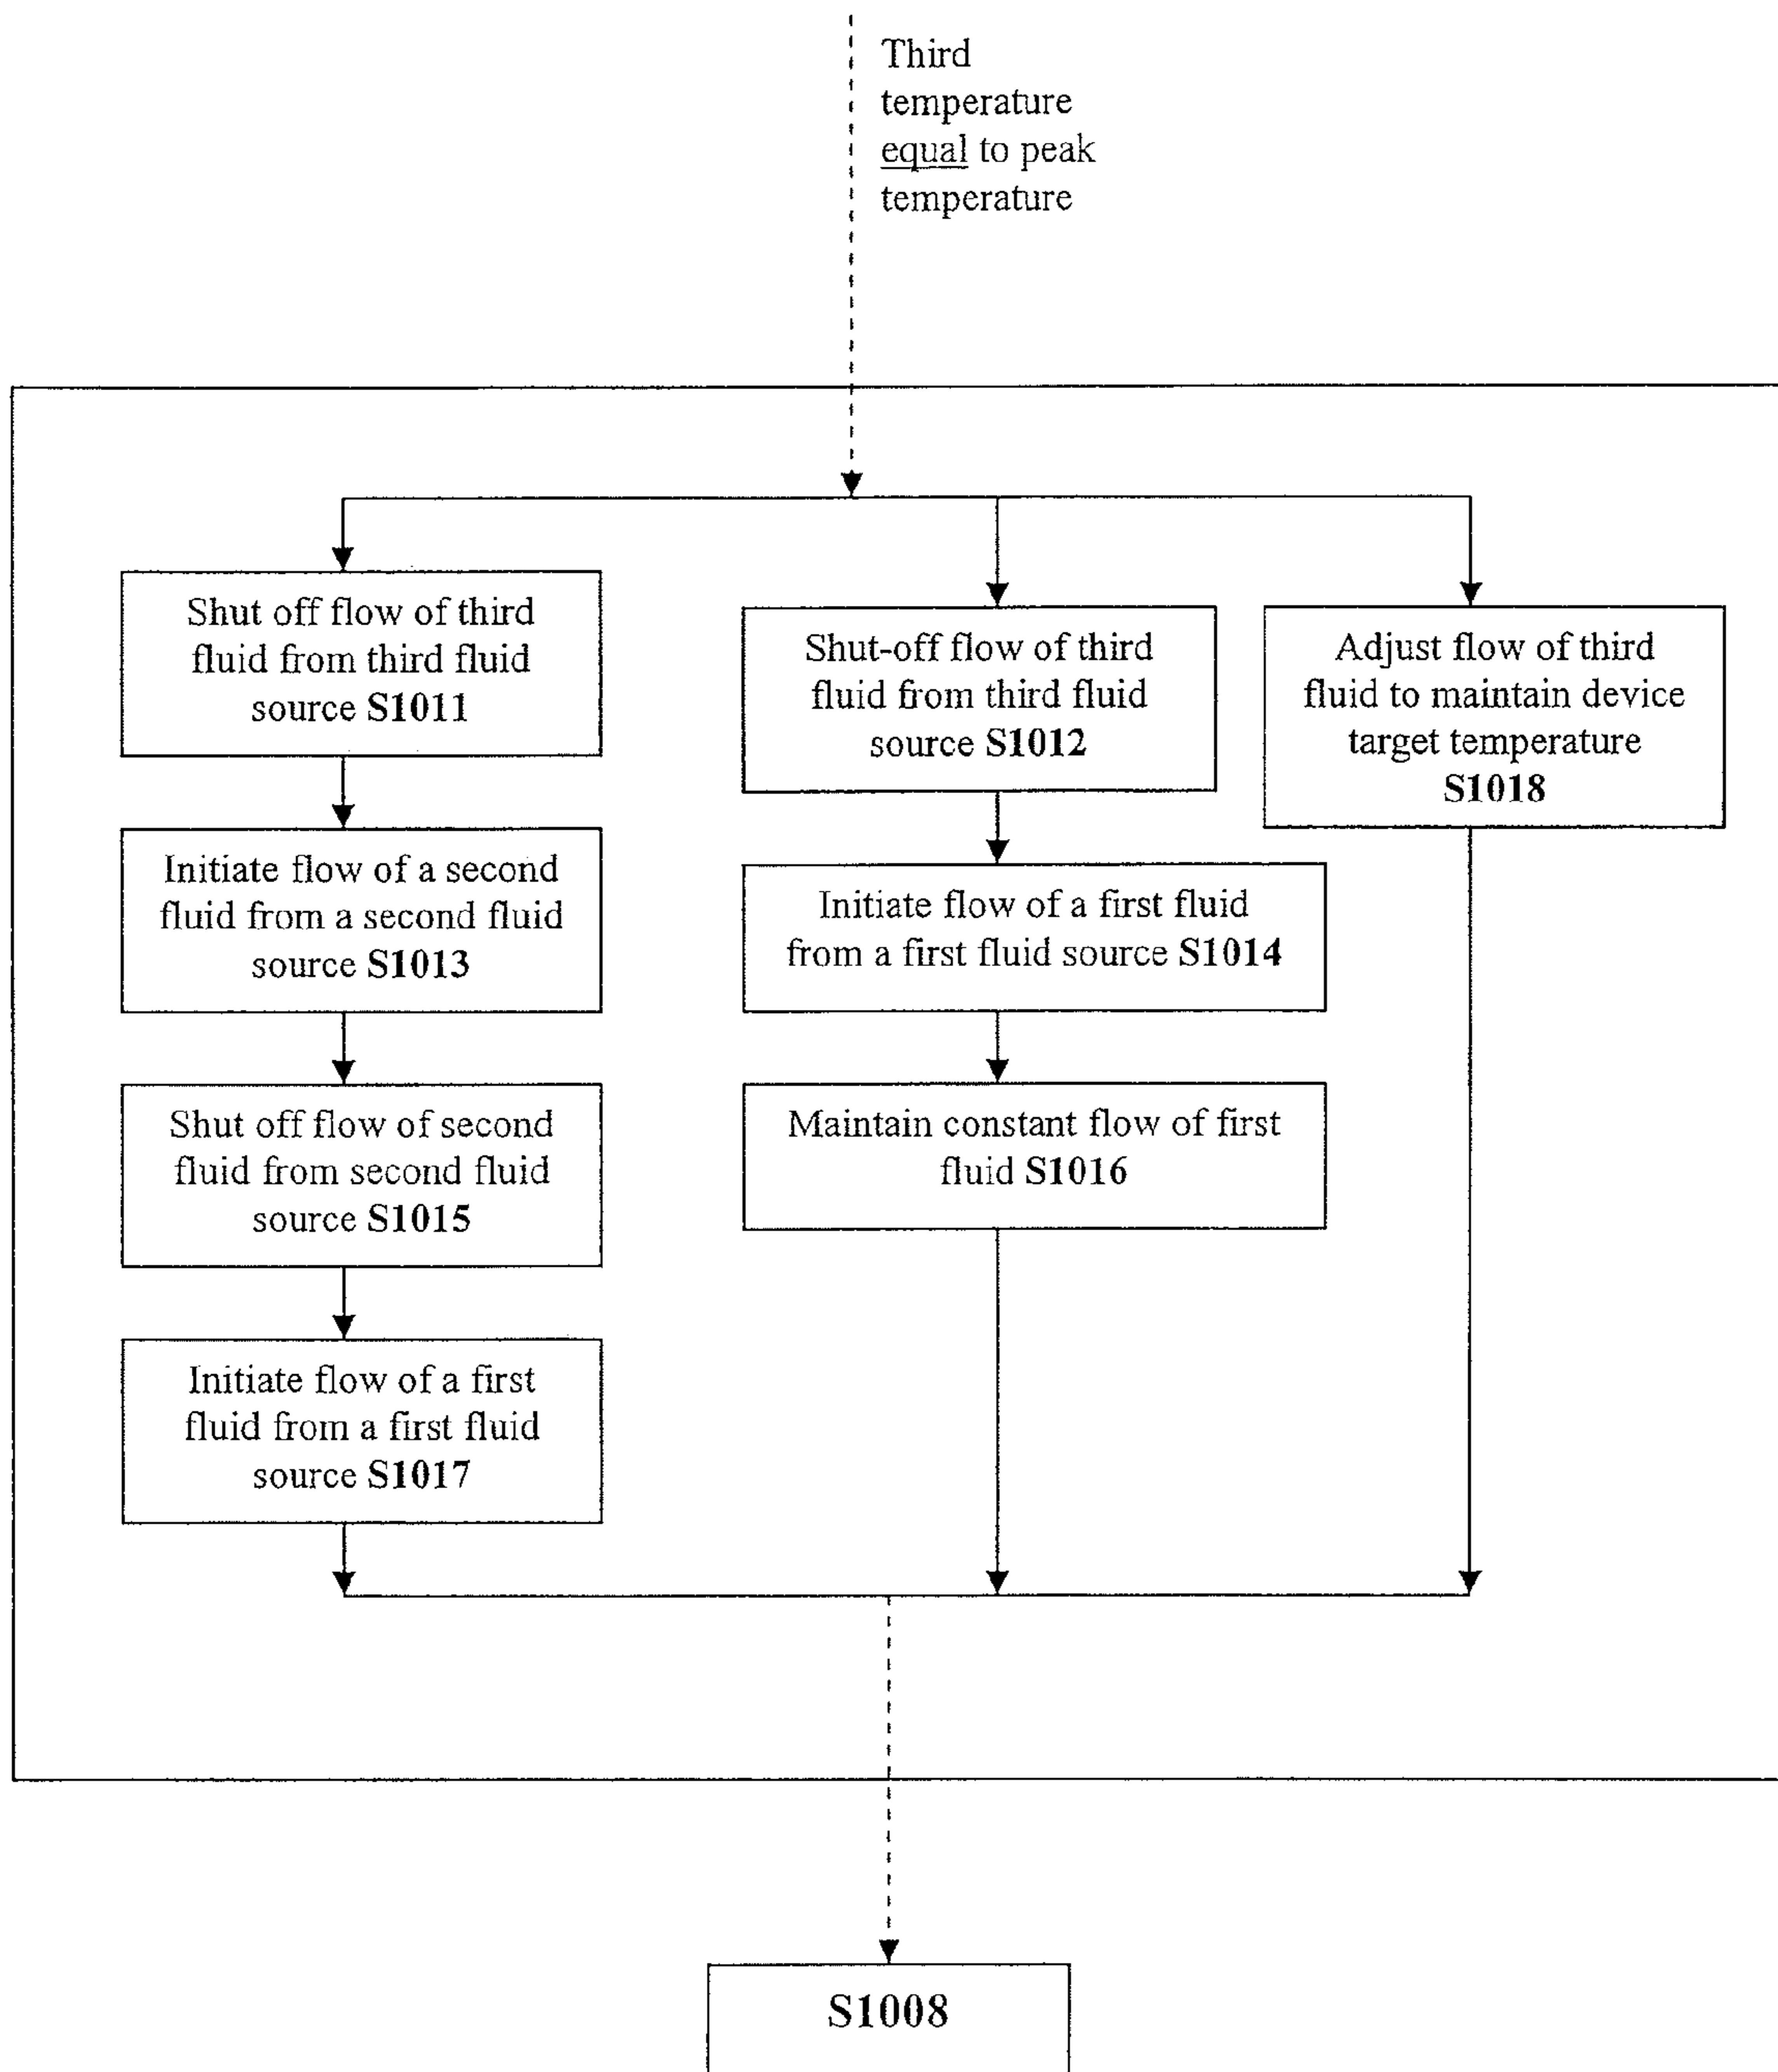 Third
temperature
equal to peak
temperature
Shut off flow of third
fluid from third fluid
source S1011
Initiate flow of a second
fluid from a second fluid
source S1013
Shut off flow of second
fluid from second fluid
source S1015
Initiate flow of a first
fluid from a first fluid
source S1017
Shut-off flow of third
fluid from third fluid
source S1012
Initiate flow of a first fluid
from a first fluid source S1014
Maintain constant flow of first
fluid S1016
Adjust flow of third
fluid to maintain device
target temperature
S1018
S1008